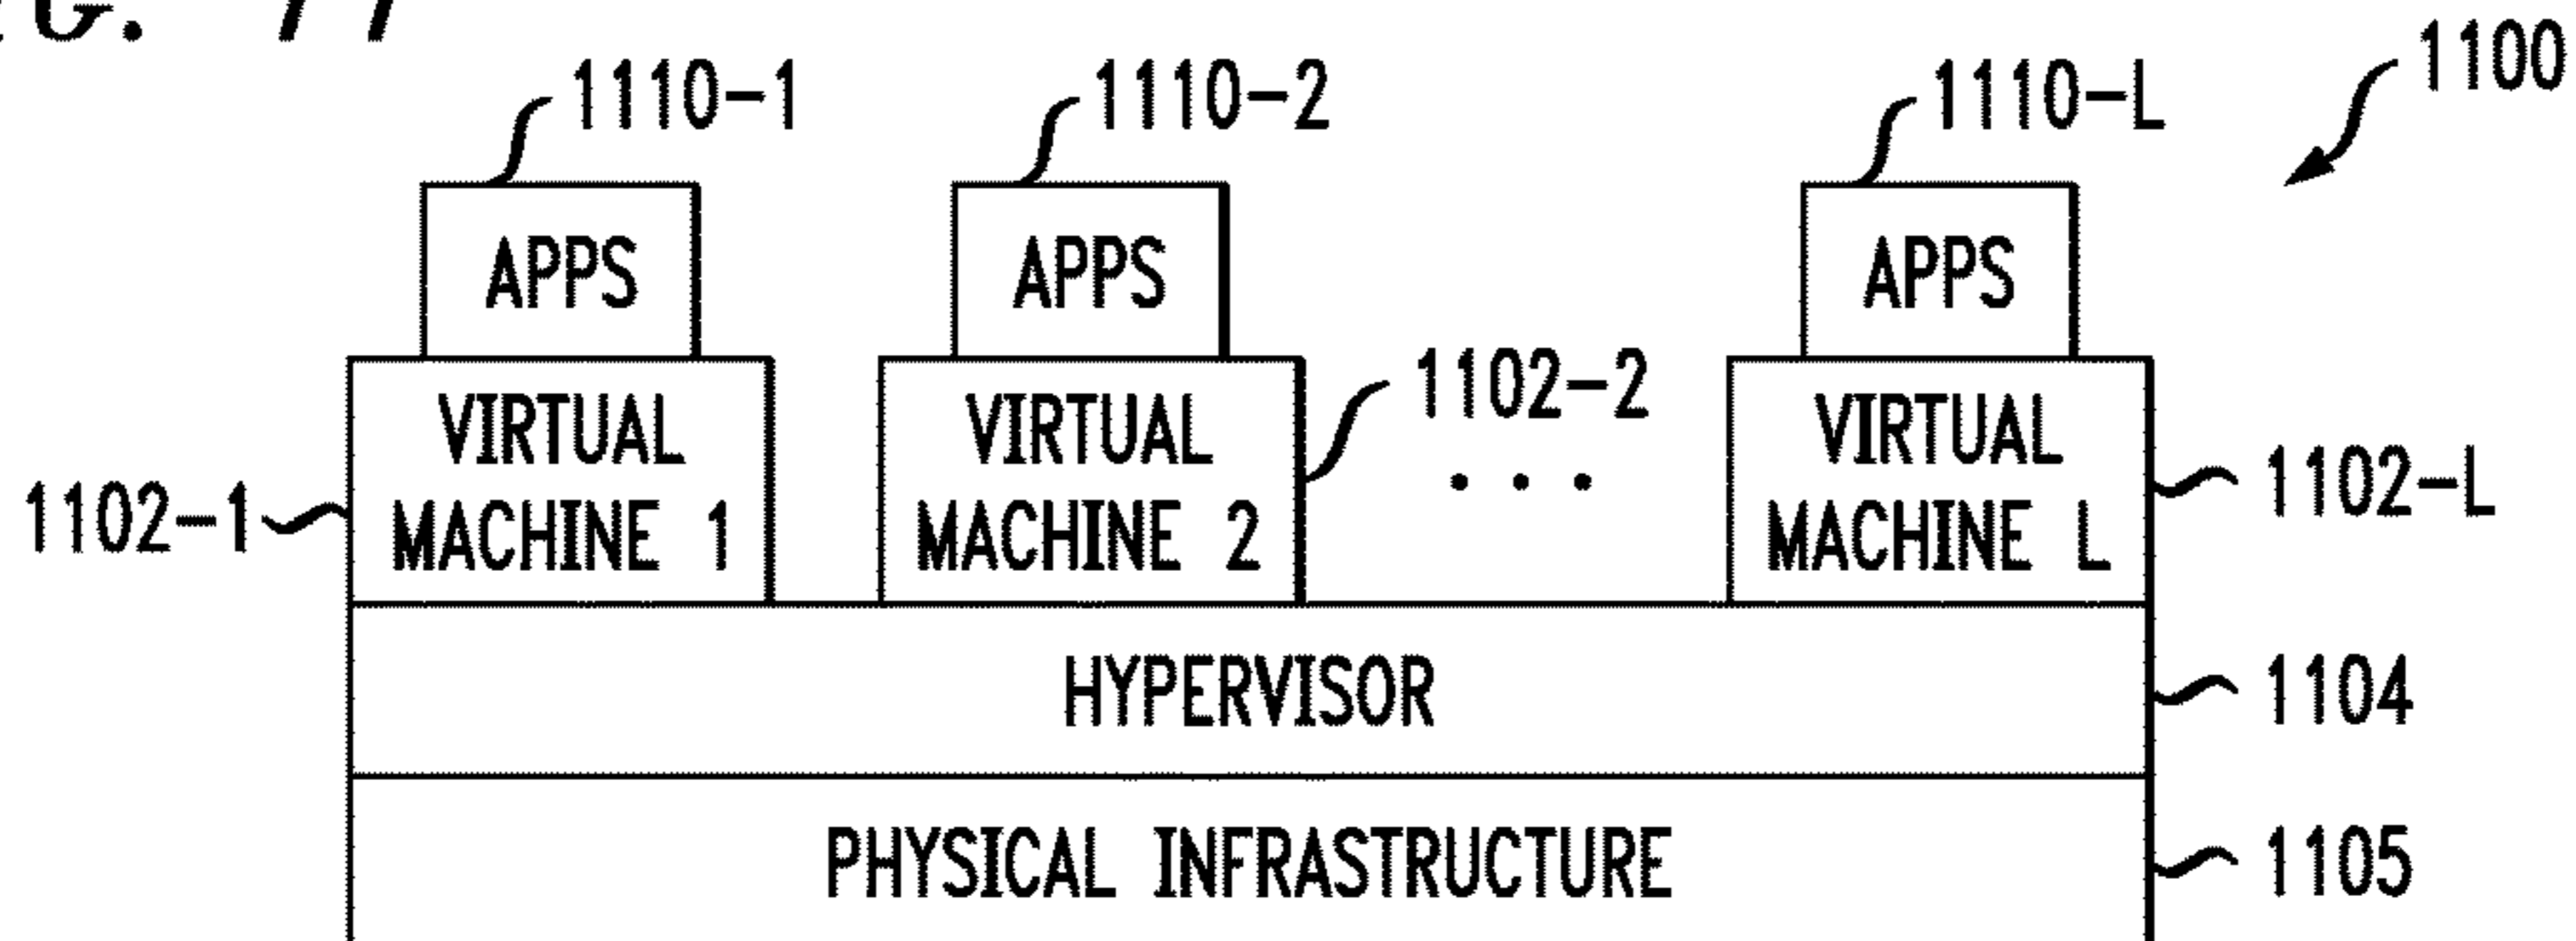 G. 11
1100
1110-1 1110-2 1110-L
APPS APPS APPS
1102-2
VIRTUAL MACHINE 1
VIRTUAL MACHINE 2
. . .
VIRTUAL MACHINE L
1102-1
1102-L
HYPERVISOR 1104
PHYSICAL INFRASTRUCTURE 1105